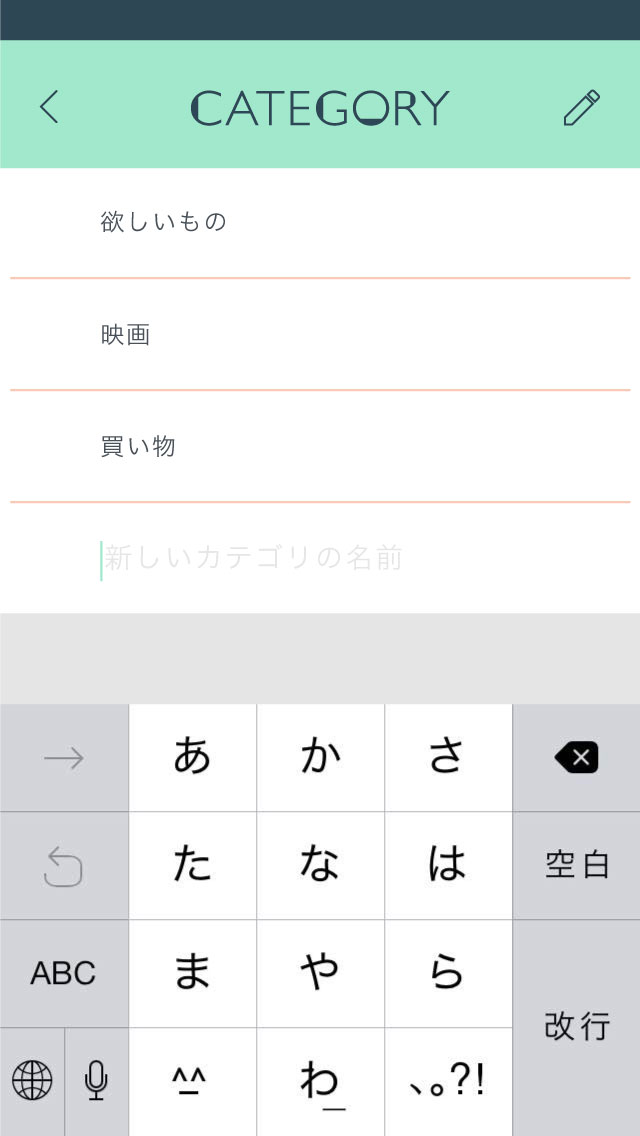 CATEGORY
欲しいもの
映画
買い物
新しいカテゴリの名前
→ あ か さ
た な は 空白
ABC ま や ら
改行
^_^ わ_ 、。?!